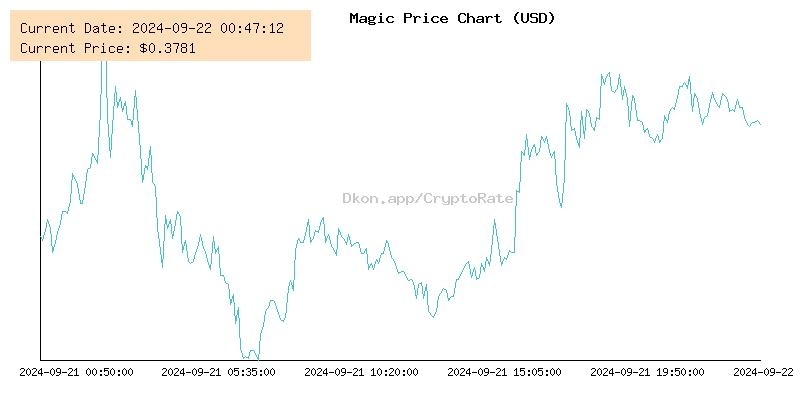 Magic Price Chart (USD)
Current Date: 2024-09-22 00:47:12
Current Price: $0.3781
Dkon.app/CryptoRate
2024-09-21 00:50:00 2024-09-21 05:35:00 2024-09-21 10:20:00 2024-09-21 15:05:00 2024-09-21 19:50:00 2024-09-22